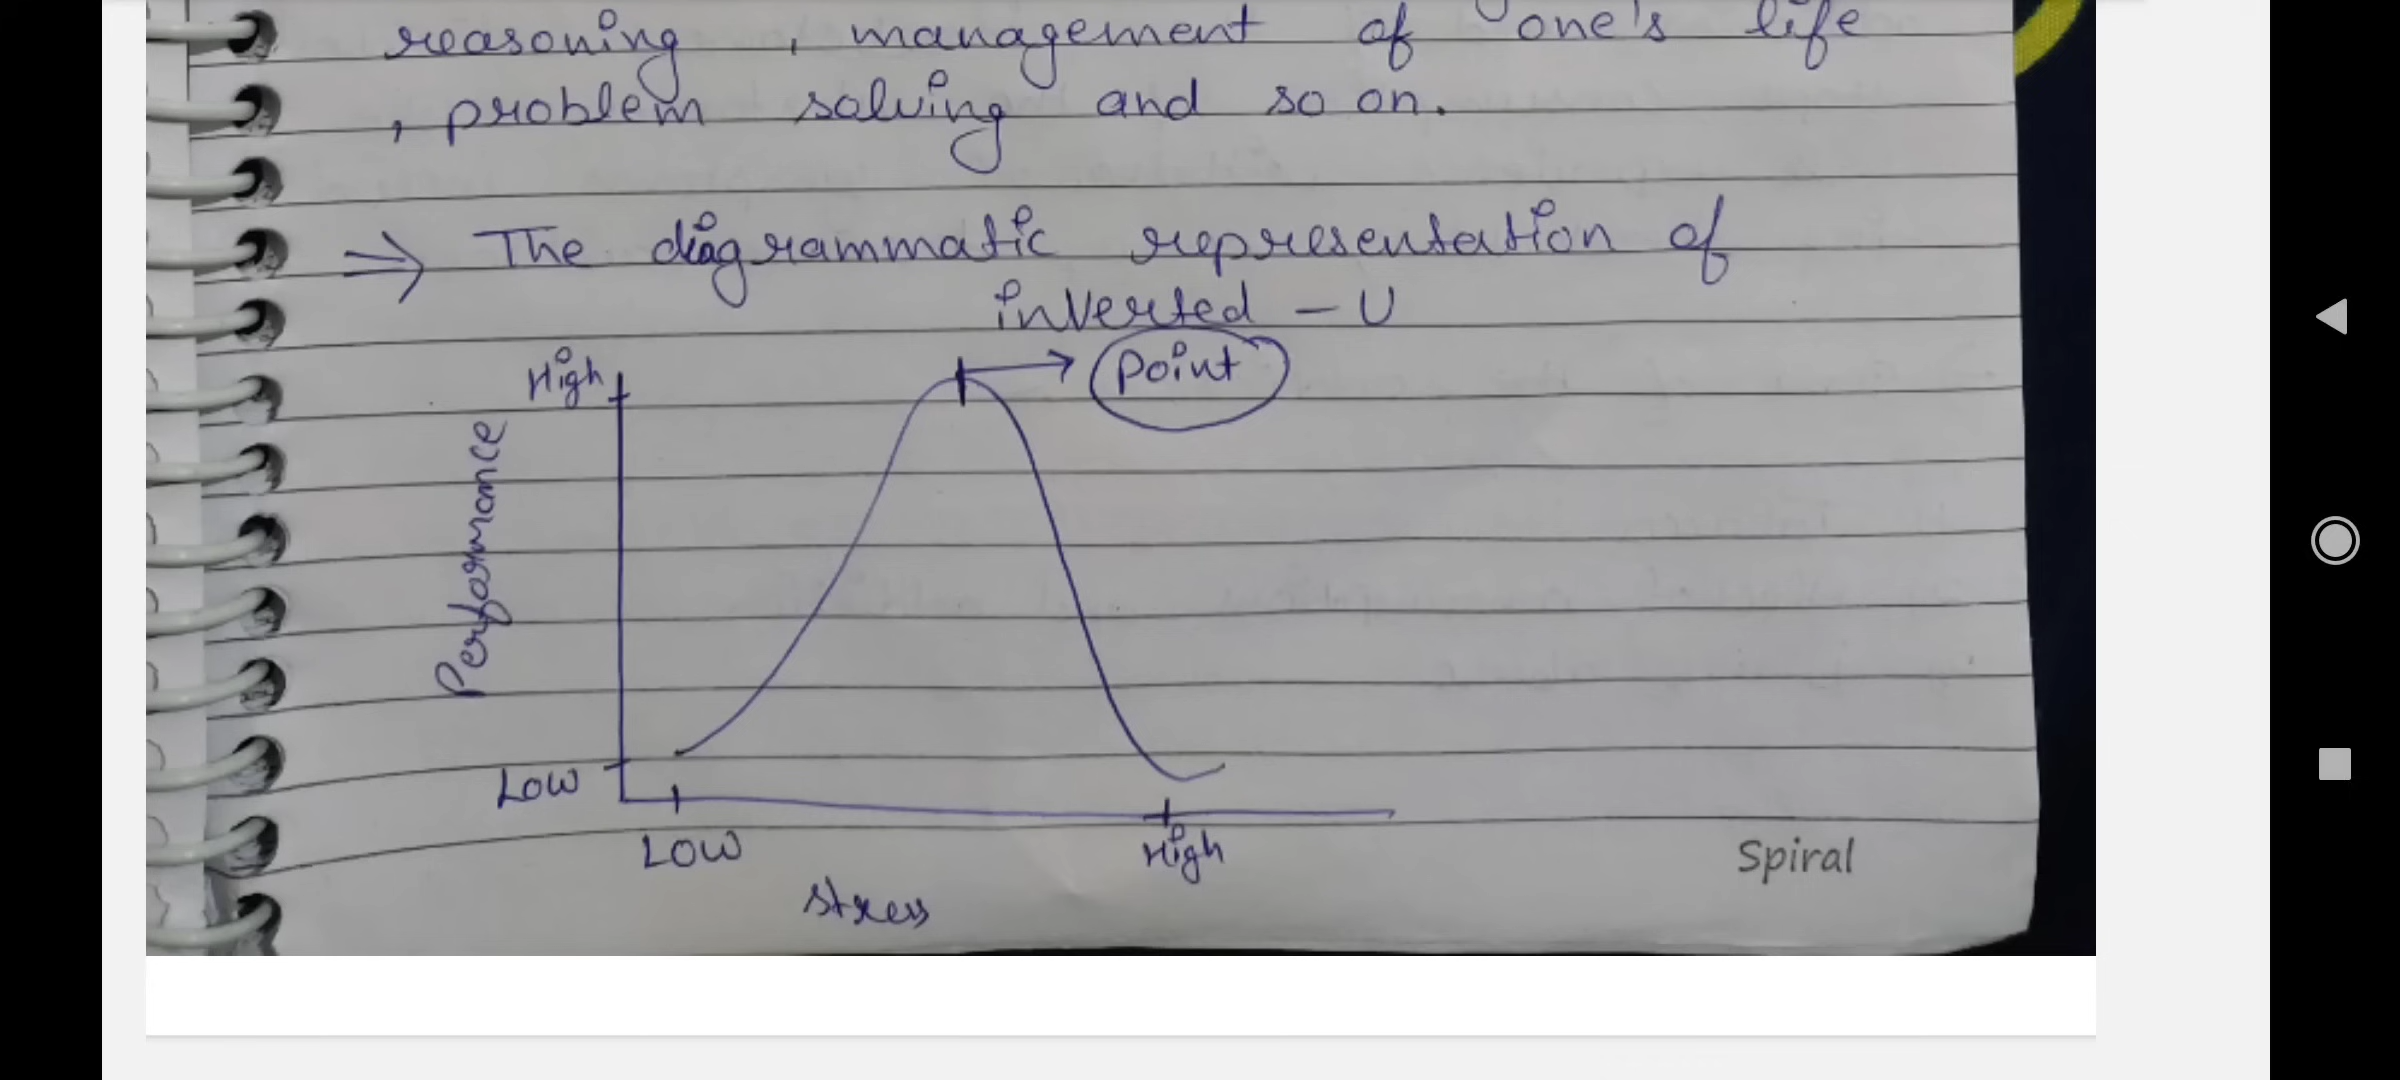 reasoning , management of one's life
, problem solving and so on.
⇒ The diagrammatic representation of
inverted - U
High
Point
Performance
Low
Low
High
stress
Spiral